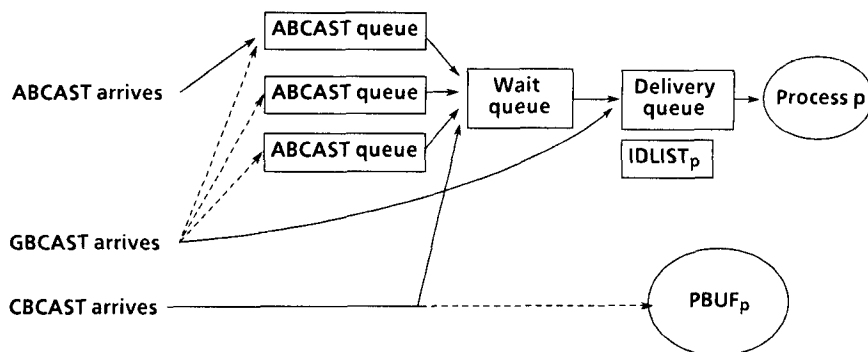 ABCAST queue
ABCAST arrives
ABCAST queue
Wait queue
Delivery queue
Process p
ABCAST queue
IDLISTp
GBCAST arrives
CBCAST arrives
PBUFp